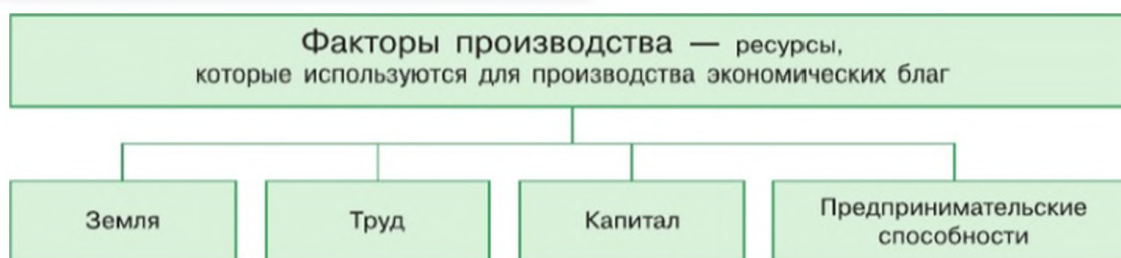 Факторы производства — ресурсы,
которые используются для производства экономических благ
Земля
Труд
Капитал
Предпринимательские
способности